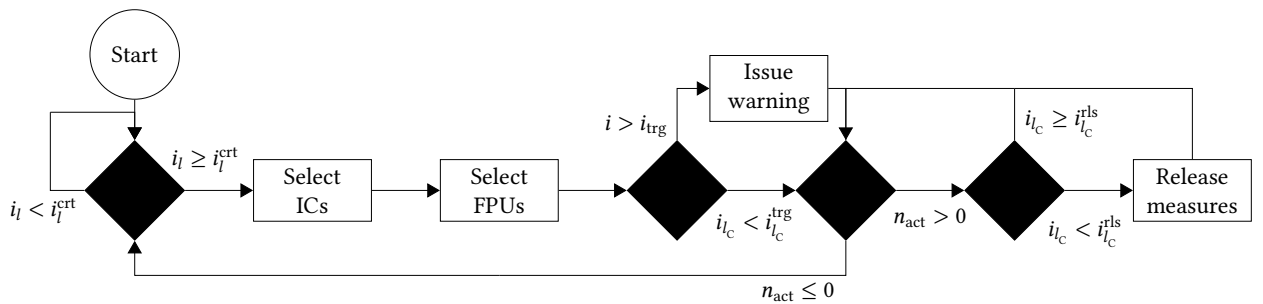 Start
Issue
warning
i > i_trg
i_{l_C} ≥ i_{l_C}^{rls}
i_l ≥ i_l^{crt}
Select
ICs
Select
FPUs
Release
measures
i_l < i_l^{crt}
i_{l_C} < i_{l_C}^{trg}
n_act > 0
i_{l_C} < i_{l_C}^{rls}
n_act ≤ 0